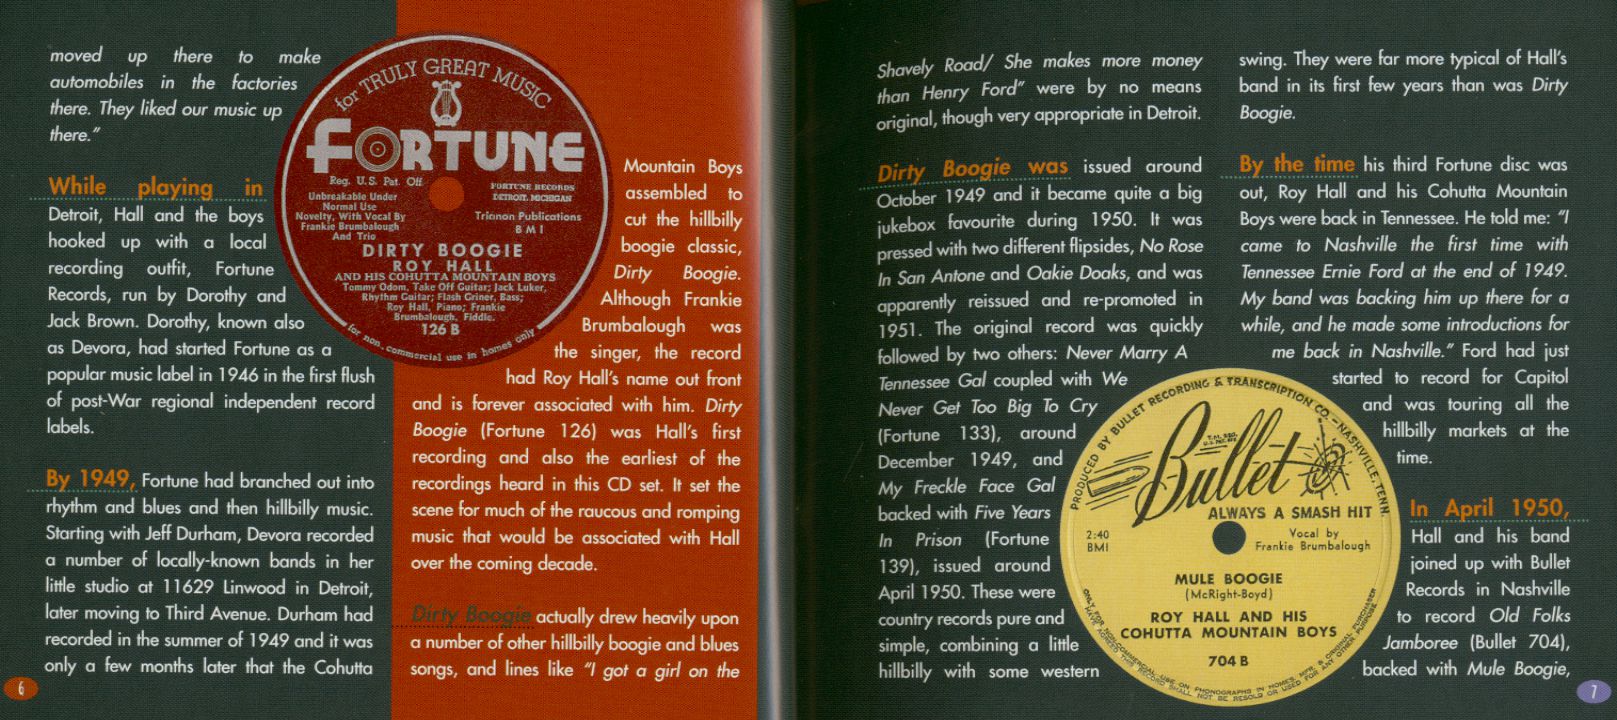 moved up there to make
automobiles in the factories
there. They liked our music up
there."
While playing in
Detroit, Hall and the boys
hooked up with a local
recording outfit, Fortune
Records, run by Dorothy and
Jack Brown. Dorothy, known also
as Devora, had started Fortune as a
popular music label in 1946 in the first flush
of post-War regional independent record
labels.
By 1949, Fortune had branched out into
rhythm and blues and then hillbilly music.
Starting with Jeff Durham, Devora recorded
a number of locally-known bands in her
little studio at 11629 Linwood in Detroit,
later moving to Third Avenue. Durham had
recorded in the summer of 1949 and it was
only a few months later that the Cohutta
6
for TRULY GREAT MUSIC
FORTUNE
Reg. U.S. Pat. Off
Unbreakable Under
Normal Use
Novelty, With Vocal By
Frankie Brumbalough
And Trio
FORTUNE RECORDS
DETROIT, MICHIGAN
Trianon Publications
BMI
DIRTY BOOGIE
ROY HALL
AND HIS COHUTTA MOUNTAIN BOYS
Tommy Odom, Take Off Guitar; Jack Luker,
Rhythm Guitar; Flash Griner, Bass;
Roy Hall, Piano; Frankie
Brumbalough, Fiddle.
126 B
for non-commercial use in homes only
Mountain Boys
assembled to
cut the hillbilly
boogie classic,
Dirty Boogie.
Although Frankie
Brumbalough was
the singer, the record
had Roy Hall's name out front
and is forever associated with him. Dirty
Boogie (Fortune 126) was Hall's first
recording and also the earliest of the
recordings heard in this CD set. It set the
scene for much of the raucous and romping
music that would be associated with Hall
over the coming decade.
Dirty Boogie actually drew heavily upon
a number of other hillbilly boogie and blues
songs, and lines like "I got a girl on the
Shavely Road/ She makes more money
than Henry Ford" were by no means
original, though very appropriate in Detroit.
Dirty Boogie was issued around
October 1949 and it became quite a big
jukebox favourite during 1950. It was
pressed with two different flipsides, No Rose
In San Antone and Oakie Doaks, and was
apparently reissued and re-promoted in
1951. The original record was quickly
followed by two others: Never Marry A
Tennessee Gal coupled with We
Never Get Too Big To Cry
(Fortune 133), around
December 1949, and
My Freckle Face Gal
backed with Five Years
In Prison (Fortune
139), issued around
April 1950. These were
country records pure and
simple, combining a little
hillbilly with some western
swing. They were far more typical of Hall's
band in its first few years than was Dirty
Boogie.
By the time his third Fortune disc was
out, Roy Hall and his Cohutta Mountain
Boys were back in Tennessee. He told me: "I
came to Nashville the first time with
Tennessee Ernie Ford at the end of 1949.
My band was backing him up there for a
while, and he made some introductions for
me back in Nashville." Ford had just
started to record for Capitol
and was touring all the
hillbilly markets at the
time.
In April 1950,
Hall and his band
joined up with Bullet
Records in Nashville
to record Old Folks
Jamboree (Bullet 704),
backed with Mule Boogie,
PRODUCED BY BULLET RECORDING & TRANSCRIPTION CO. - NASHVILLE, TENN.
Bullet
ALWAYS A SMASH HIT
2:40
BMI
Vocal by
Frankie Brumbalough
MULE BOOGIE
(McRight-Boyd)
ROY HALL AND HIS
COHUTTA MOUNTAIN BOYS
704 B
7